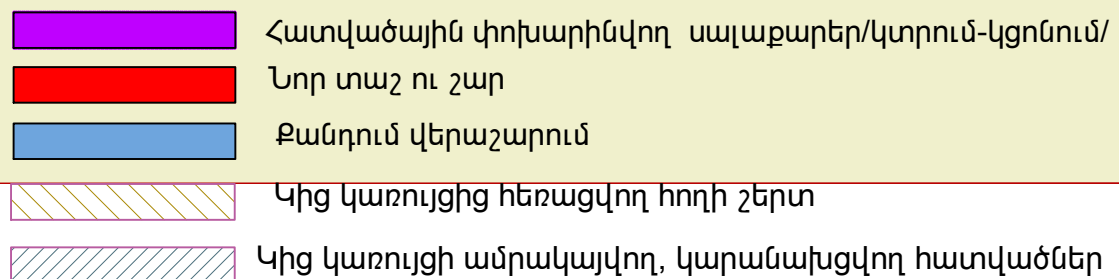 Հատվածային փոխարինվող սալաքարեր/կտրում-կցոնում/
Նոր տաշ ու շար
Քանդում վերաշարում
Կից կառույցից հեռացվող հողի շերտ
Կից կառույցի ամրակայվող, կարանախցվող հատվածներ